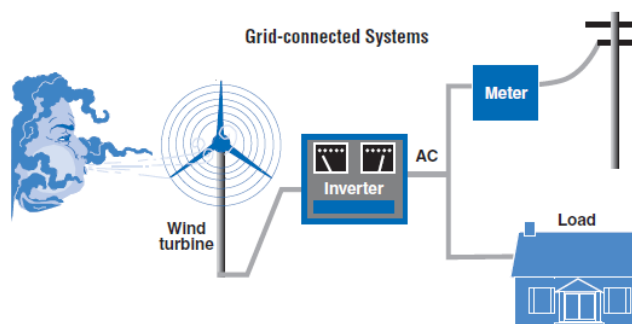 Grid-connected Systems
Meter
AC
Inverter
Wind
turbine
Load